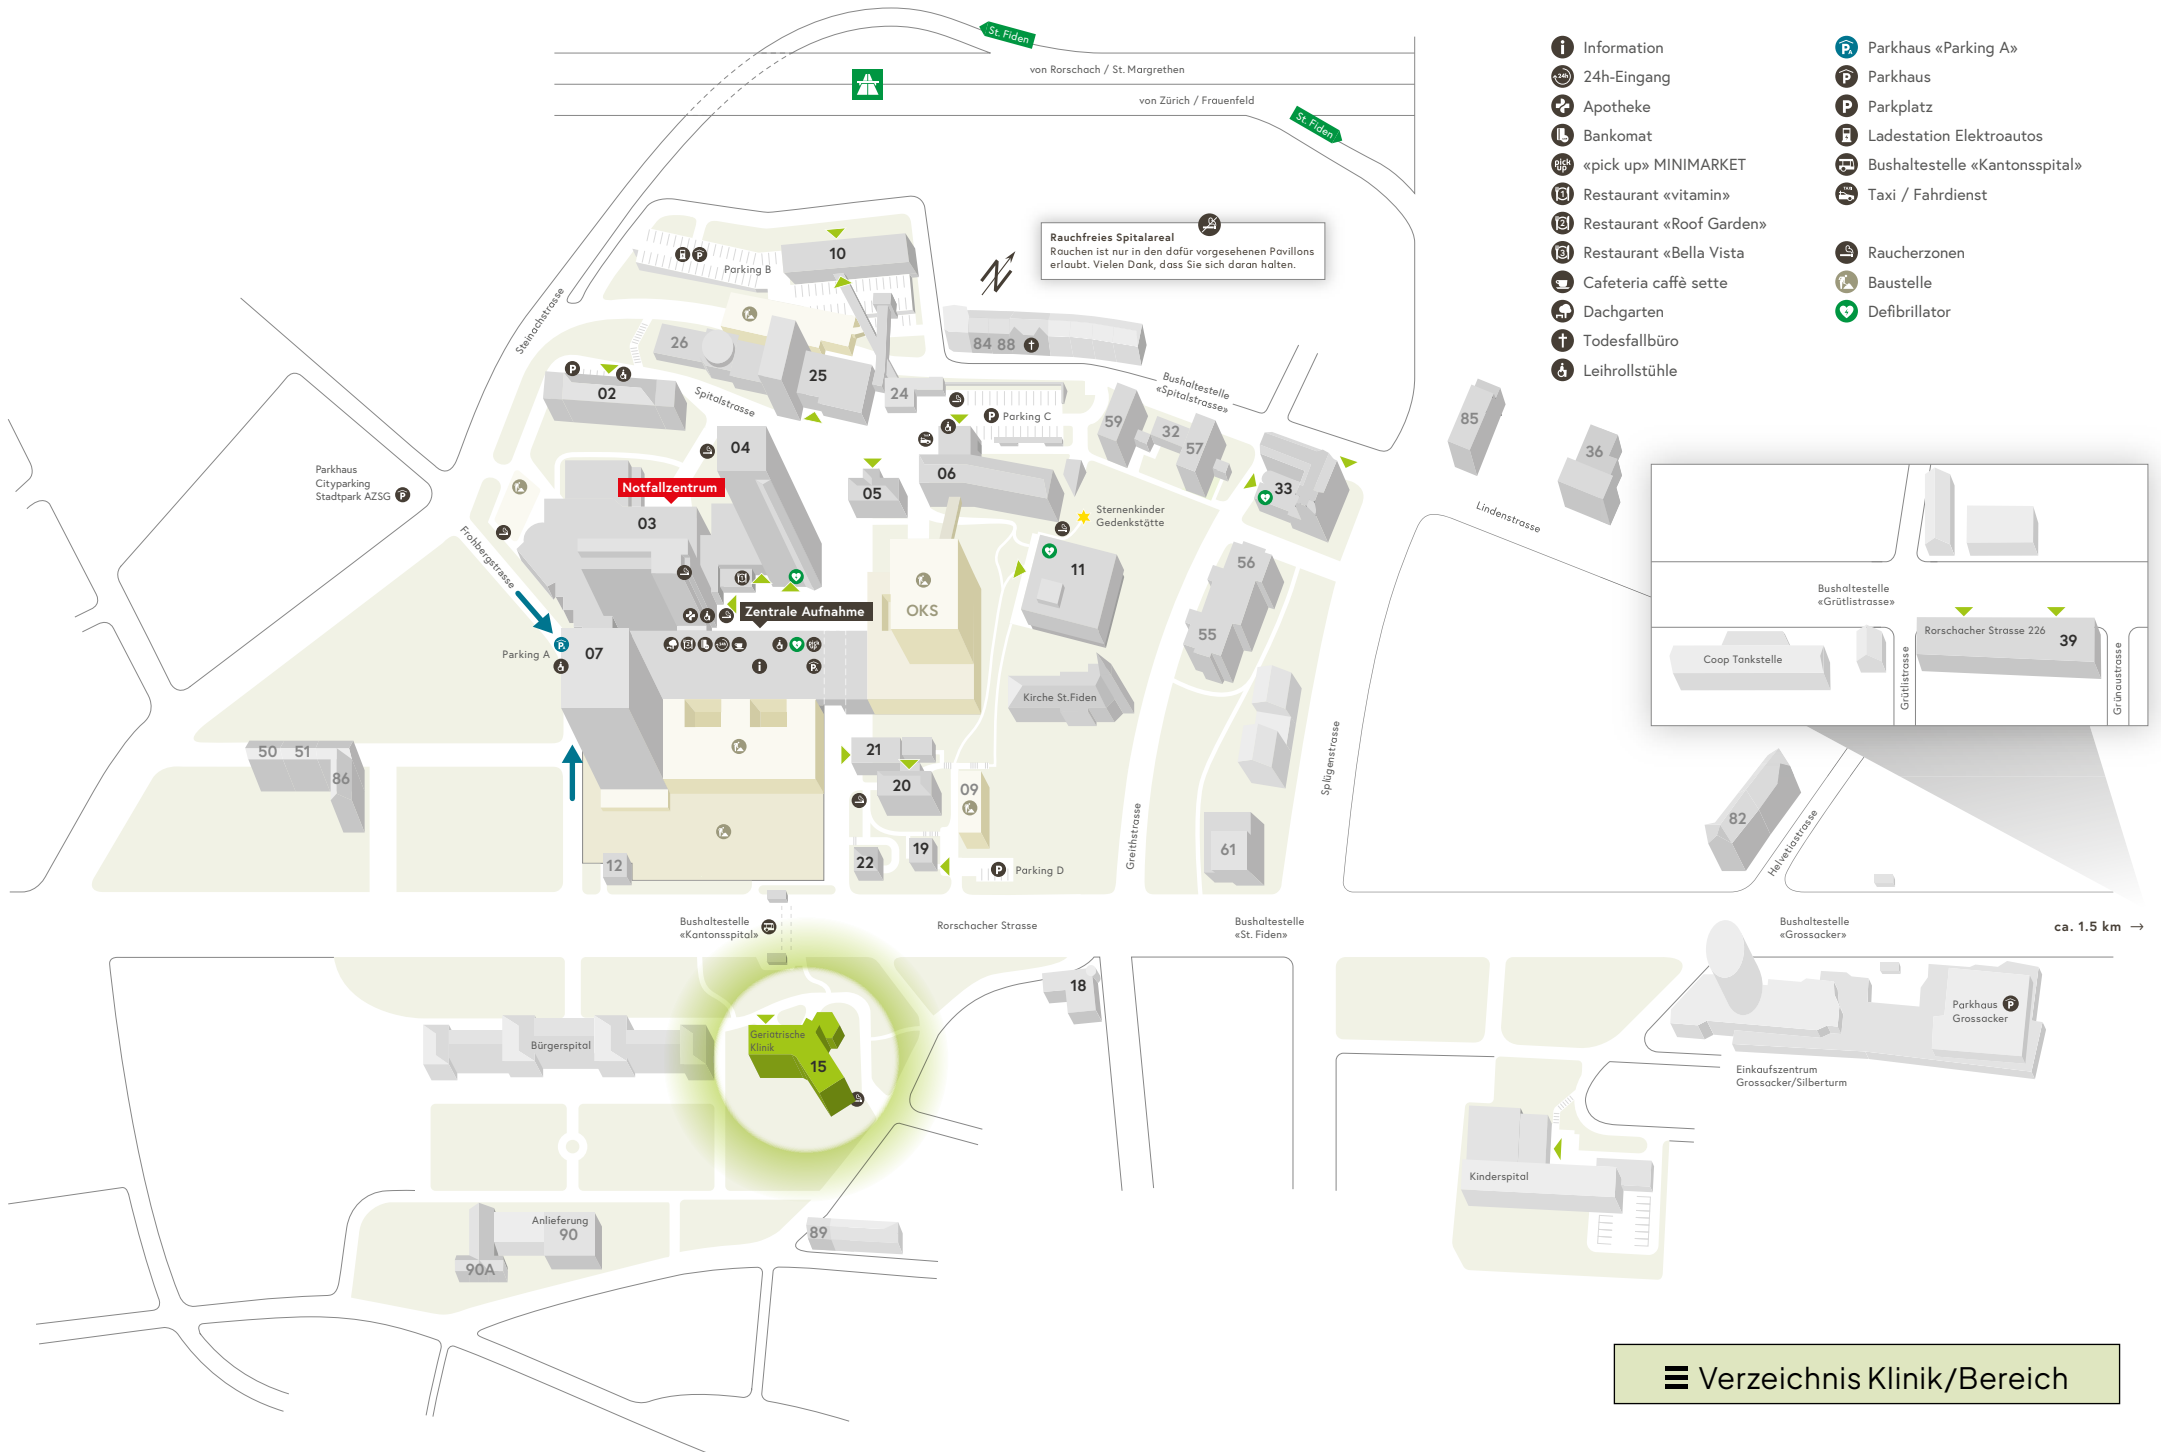 St. Fiden
von Rorschach / St. Margrethen
von Zürich / Frauenfeld
St. Fiden
Information
24h-Eingang
Apotheke
Bankomat
«pick up» MINIMARKET
Restaurant «vitamin»
Restaurant «Roof Garden»
Restaurant «Bella Vista
Cafeteria caffè sette
Dachgarten
Todesfallbüro
Leihrollstühle
Parkhaus «Parking A»
Parkhaus
Parkplatz
Ladestation Elektroautos
Bushaltestelle «Kantonsspital»
Taxi / Fahrdienst
Raucherzonen
Baustelle
Defibrillator
Rauchfreies Spitalareal
Rauchen ist nur in den dafür vorgesehenen Pavillons
erlaubt. Vielen Dank, dass Sie sich daran halten.
N
10
Parking B
Steinachstrasse
26
84 88
25
02
Spitalstrasse
24
Bushaltestelle
«Spitalstrasse»
Parking C
59
32
57
85
36
04
Parkhaus
Cityparking
Stadtpark AZSG
Notfallzentrum
03
05
06
33
Sternenkinder
Gedenkstätte
Lindenstrasse
Frohbergstrasse
11
56
55
OKS
Zentrale Aufnahme
Parking A
07
Kirche St.Fiden
Bushaltestelle
«Grütlistrasse»
Rorschacher Strasse 226
39
Coop Tankstelle
Grütlistrasse
Grünaustrasse
50 51
86
21
20
09
Splügenstrasse
Greithstrasse
82
Helvetiastrasse
61
12
22
19
Parking D
Bushaltestelle
«Kantonsspital»
Rorschacher Strasse
Bushaltestelle
«St. Fiden»
Bushaltestelle
«Grossacker»
ca. 1.5 km →
18
Parkhaus
Grossacker
Geriatrische
Klinik
15
Bürgerspital
Einkaufszentrum
Grossacker/Silberturm
Kinderspital
Anlieferung
90
90A
89
Verzeichnis Klinik/Bereich